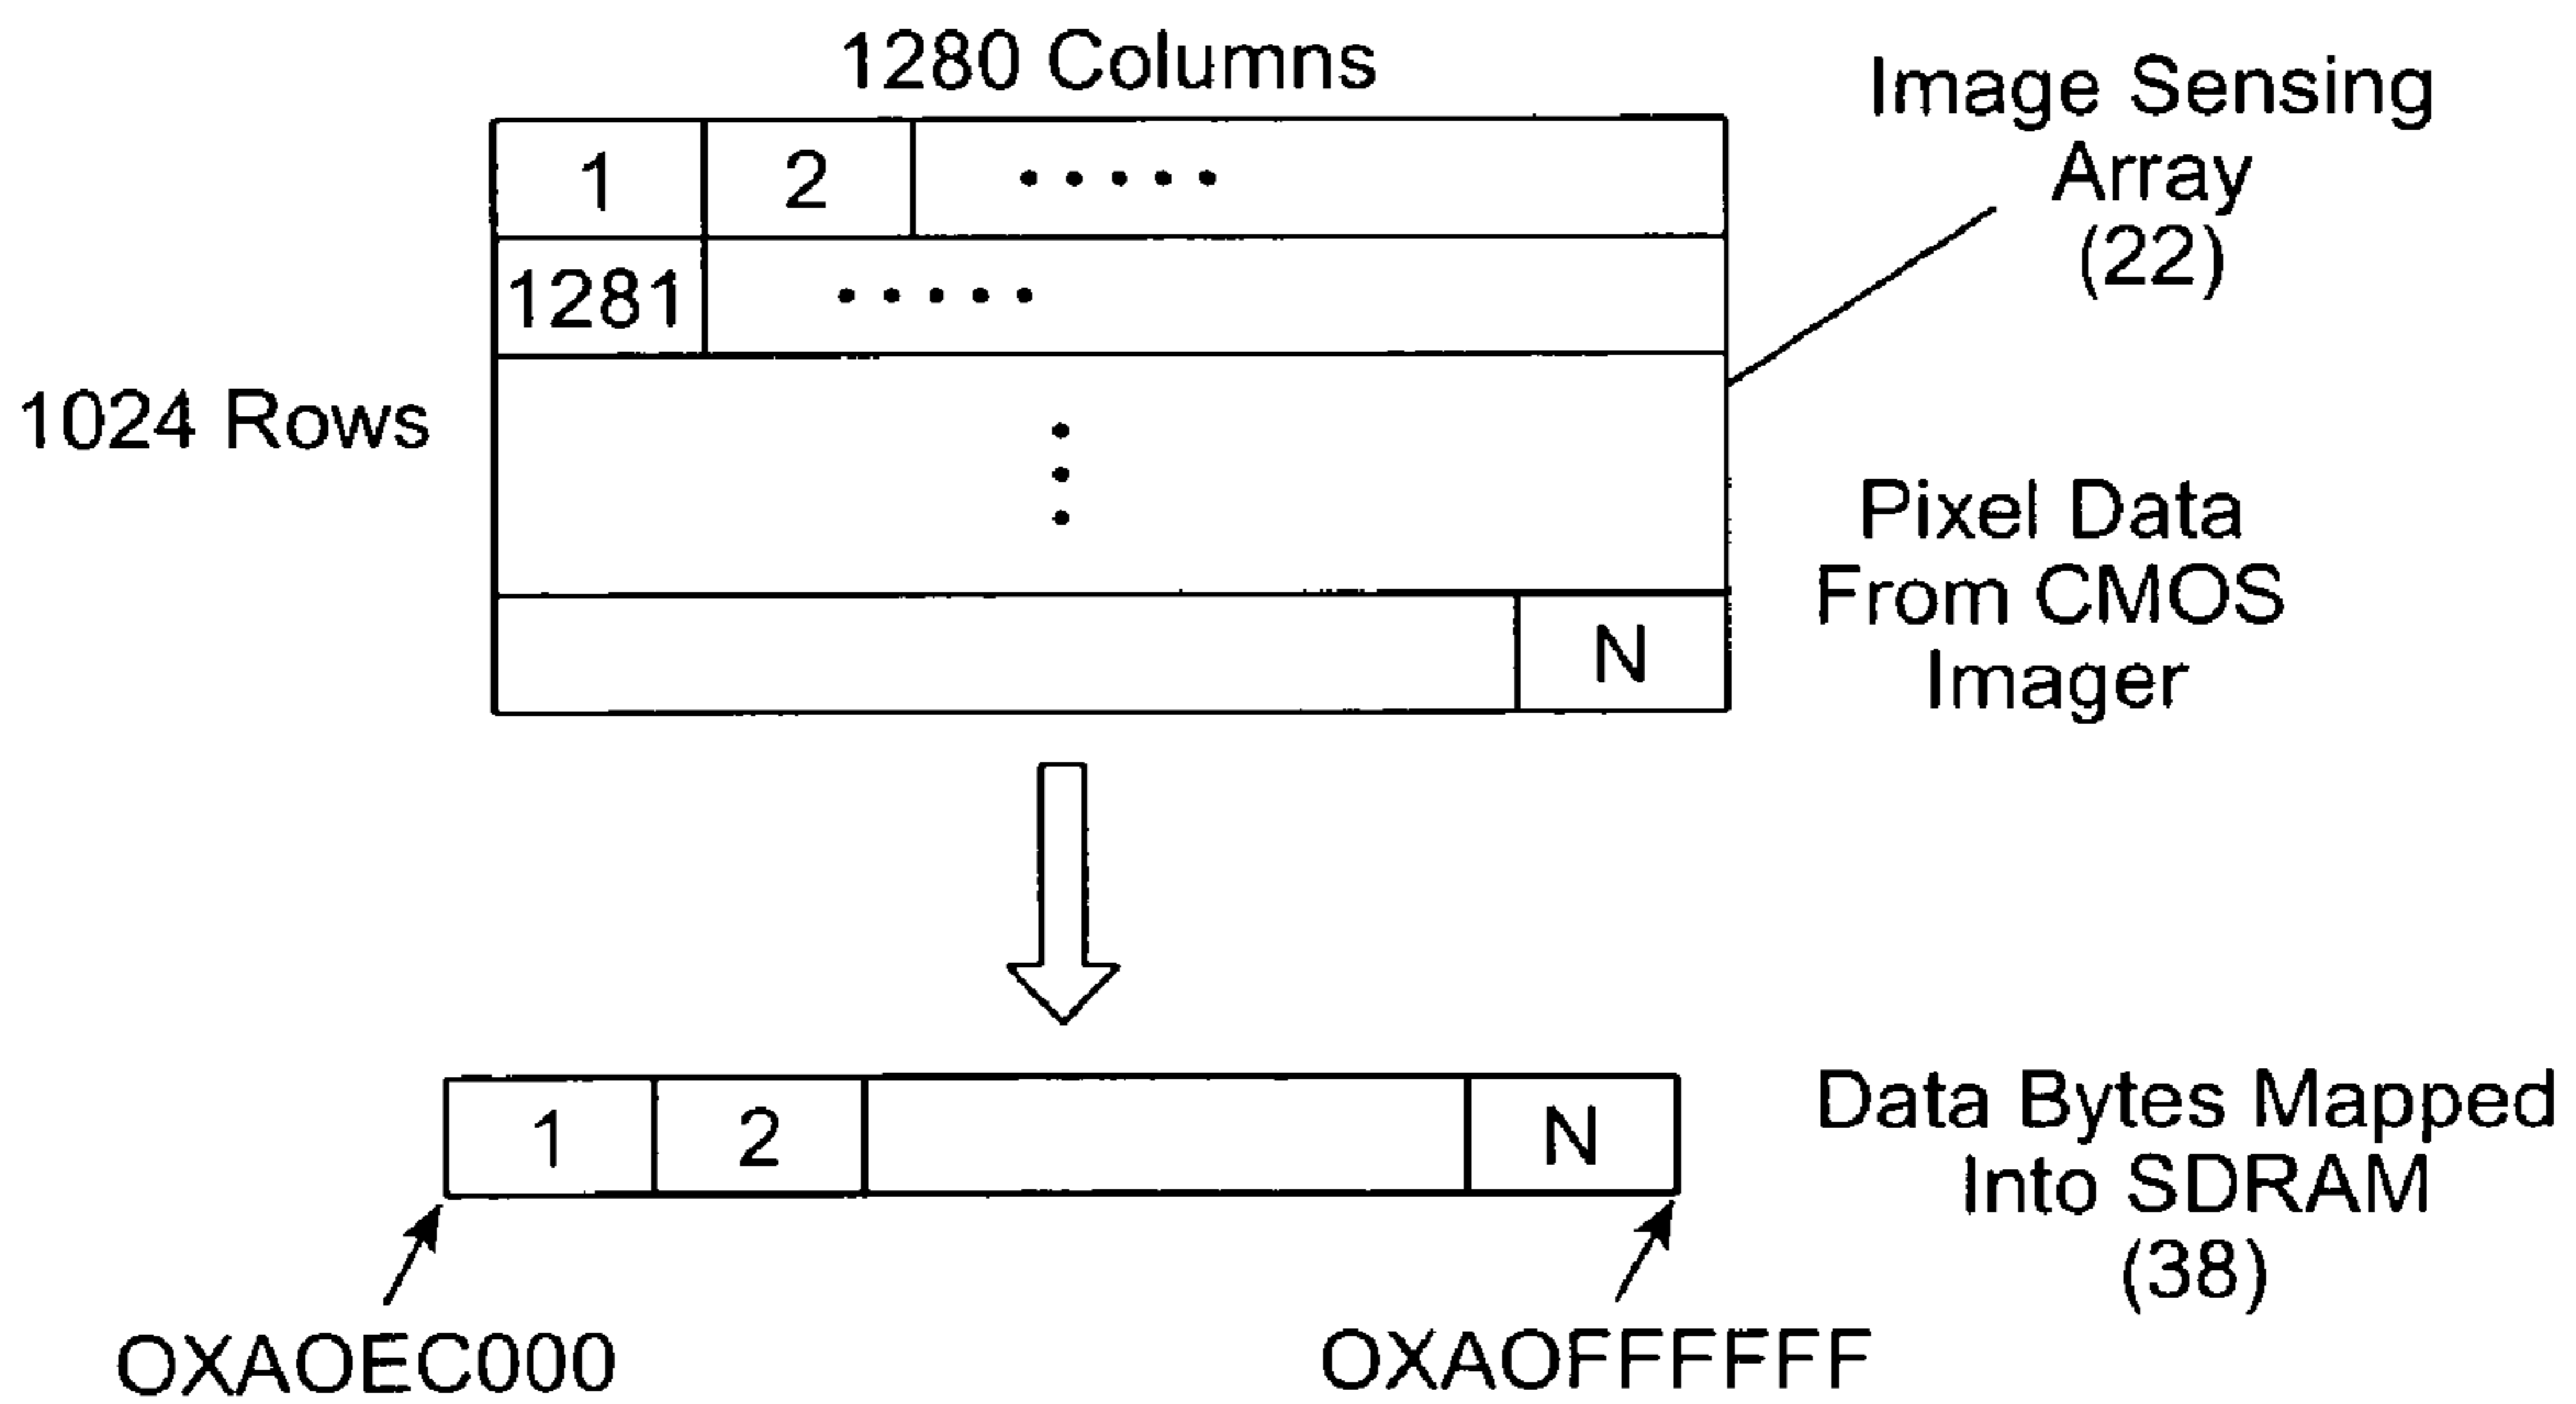 1280 Columns
1
2
.....
1281
.....
1024 Rows
N
Image Sensing
Array
(22)
Pixel Data
From CMOS
Imager
1
2
N
Data Bytes Mapped
Into SDRAM
(38)
OXAOEC000
OXAOFFFFFF